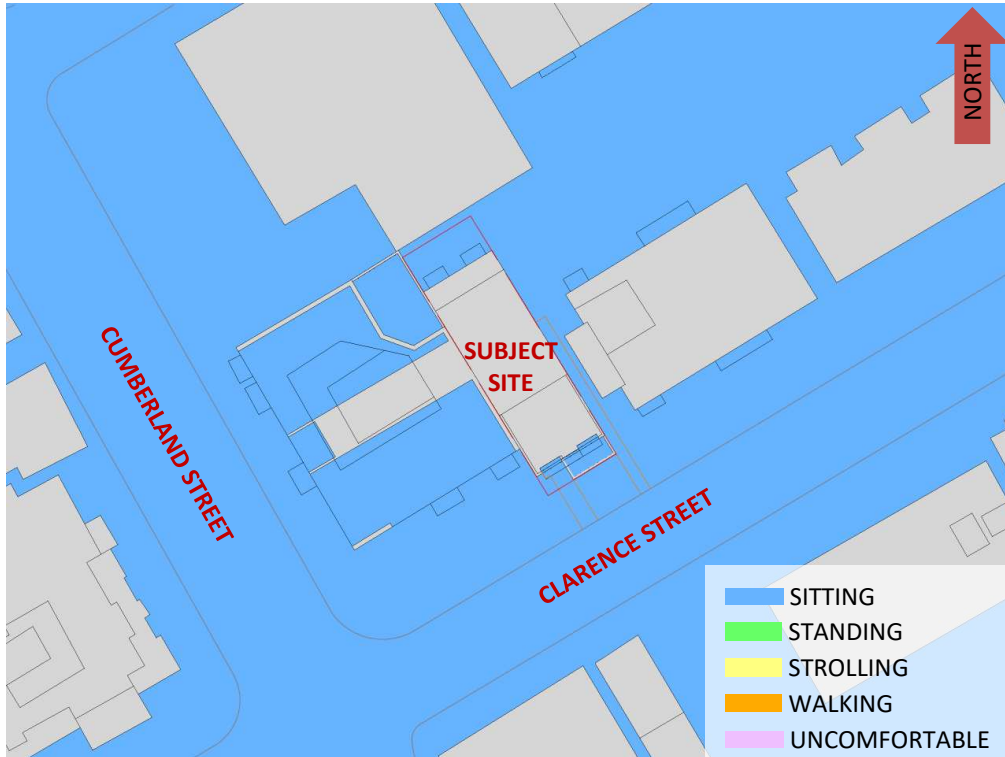 NORTH
CUMBERLAND STREET
SUBJECT
SITE
CLARENCE STREET
SITTING
STANDING
STROLLING
WALKING
UNCOMFORTABLE